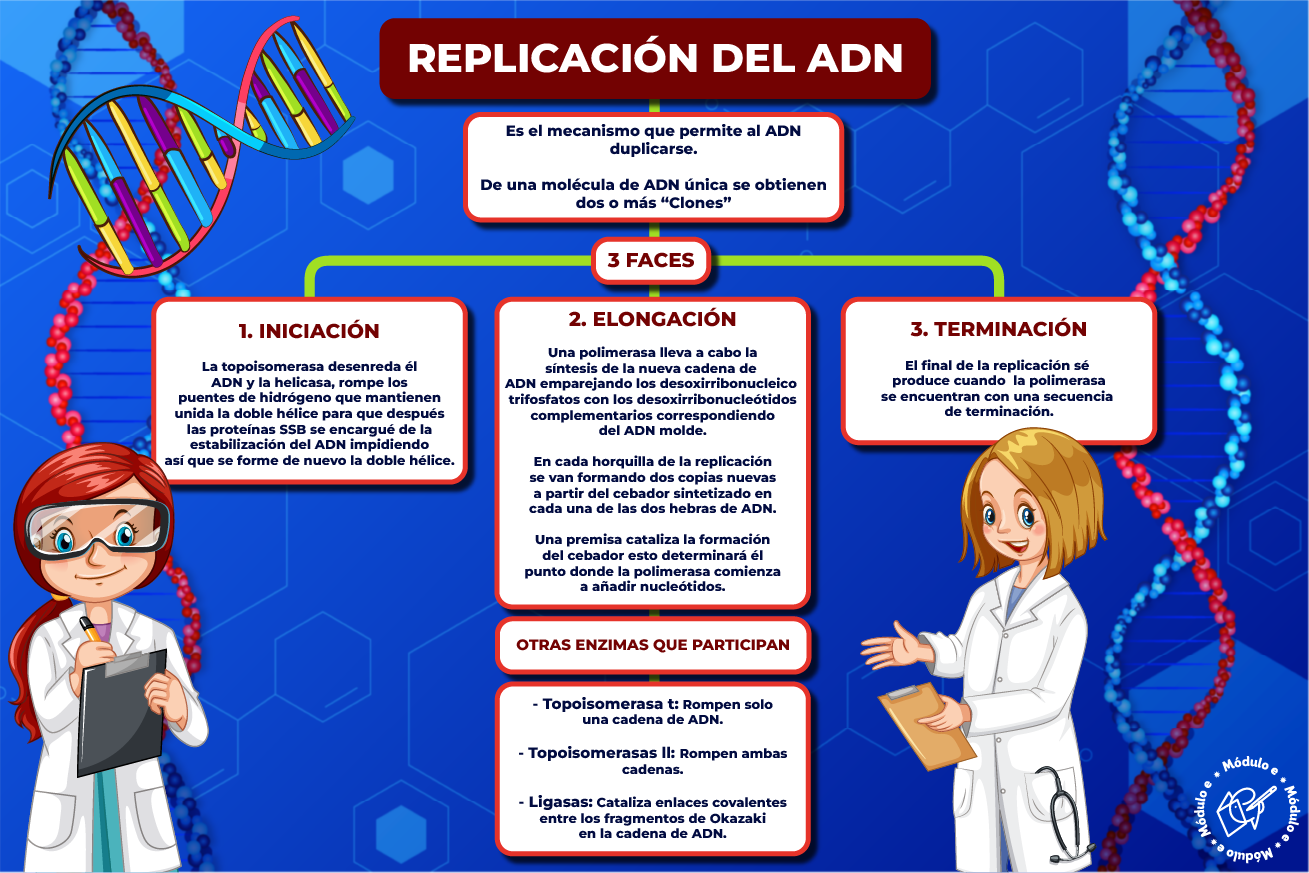 REPLICACIÓN DEL ADN
Es el mecanismo que permite al ADN
duplicarse.
De una molécula de ADN única se obtienen
dos o más “Clones”
3 FACES
1. INICIACIÓN
La topoisomerasa desenreda él
ADN y la helicasa, rompe los
puentes de hidrógeno que mantienen
unida la doble hélice para que después
las proteínas SSB se encargué de la
estabilización del ADN impidiendo
así que se forme de nuevo la doble hélice.
2. ELONGACIÓN
Una polimerasa lleva a cabo la
síntesis de la nueva cadena de
ADN emparejando los desoxirribonucleico
trifosfatos con los desoxirribonucleótidos
complementarios correspondiendo
del ADN molde.
En cada horquilla de la replicación
se van formando dos copias nuevas
a partir del cebador sintetizado en
cada una de las dos hebras de ADN.
Una premisa cataliza la formación
del cebador esto determinará él
punto donde la polimerasa comienza
a añadir nucleótidos.
3. TERMINACIÓN
El final de la replicación sé
produce cuando la polimerasa
se encuentran con una secuencia
de terminación.
OTRAS ENZIMAS QUE PARTICIPAN
- Topoisomerasa t: Rompen solo
una cadena de ADN.
- Topoisomerasas ll: Rompen ambas
cadenas.
- Ligasas: Cataliza enlaces covalentes
entre los fragmentos de Okazaki
en la cadena de ADN.
Módulo e * Módulo e * Módulo e * Módulo e *